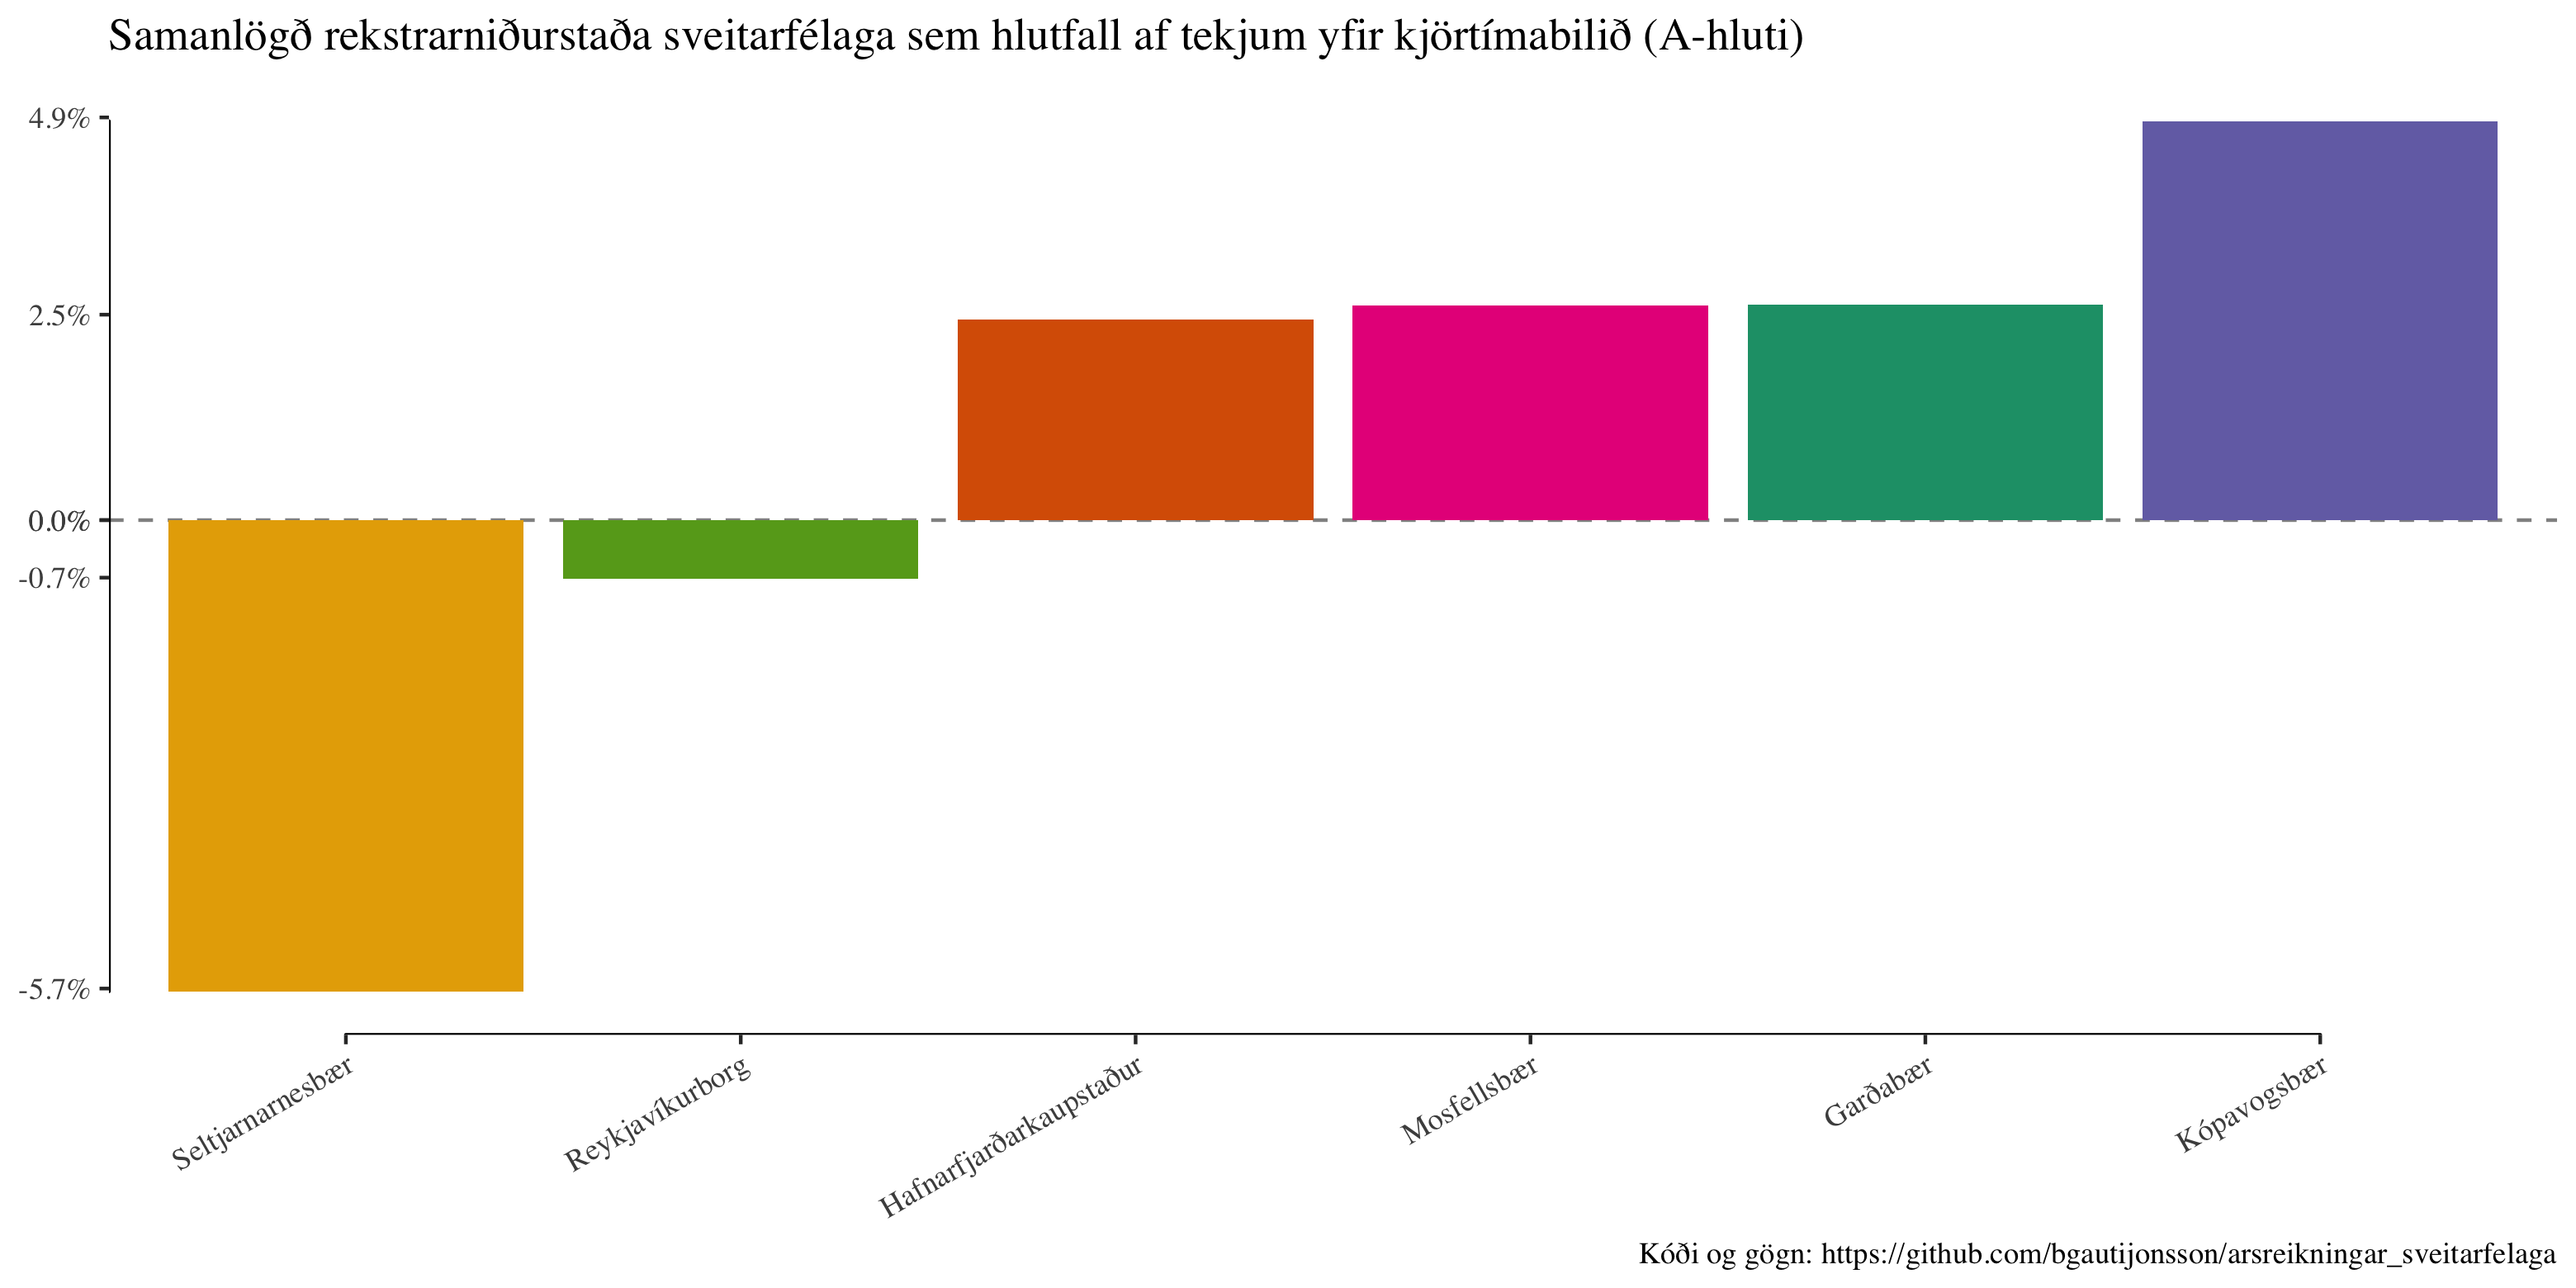 Samanlögð rekstrarniðurstaða sveitarfélaga sem hlutfall af tekjum yfir kjörtímabilið (A-hluti)
4.9%
2.5%
0.0%
-0.7%
-5.7%
Seltjarnarnesbær
Reykjavíkurborg
Hafnarfjarðarkaupstaður
Mosfellsbær
Garðabær
Kópavogsbær
Kóði og gögn: https://github.com/bgautijonsson/arsreikningar_sveitarfelaga